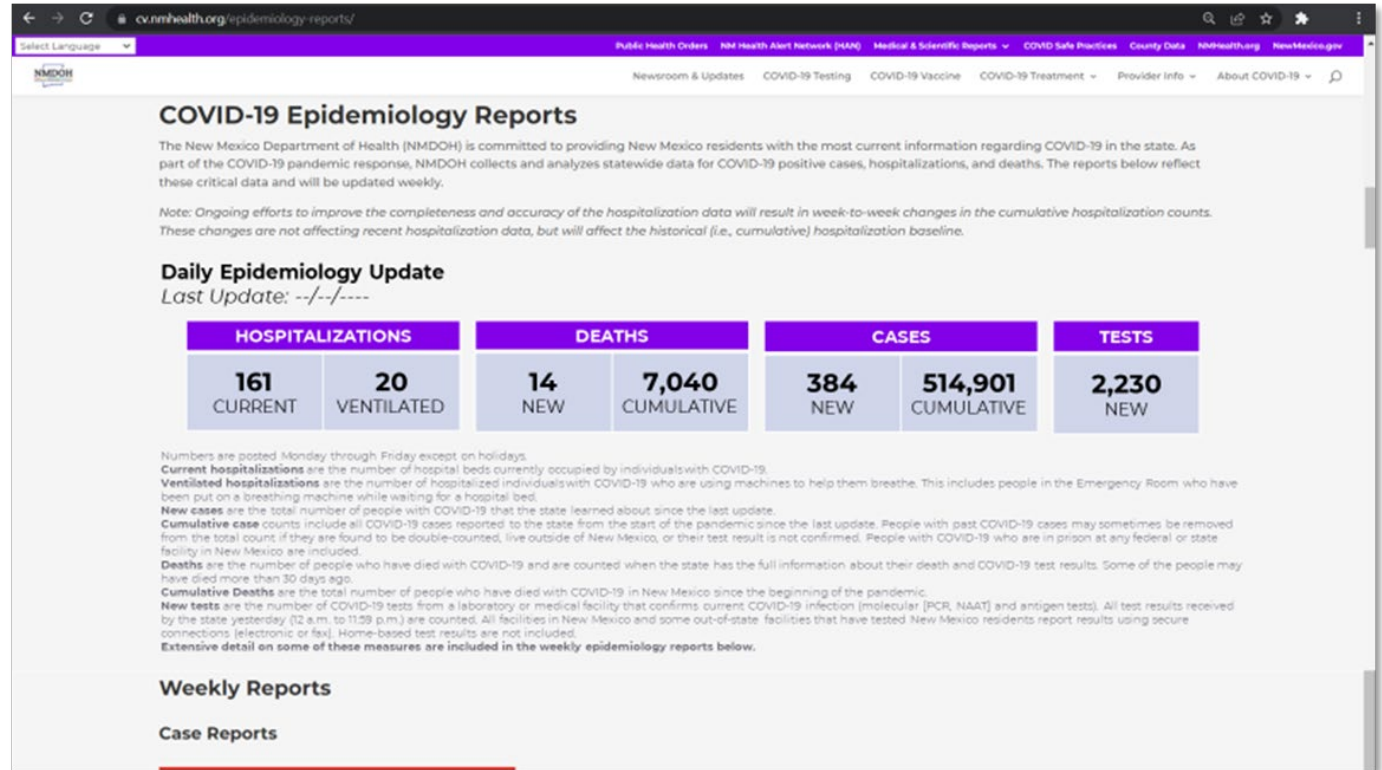 cv.nmhealth.org/epidemiology-reports/
Select Language
Public Health Orders NM Health Alert Network (HAN) Medical & Scientific Reports COVID Safe Practices County Data NMHealth.org NewMexico.gov
NMDOH
Newsroom & Updates COVID-19 Testing COVID-19 Vaccine COVID-19 Treatment Provider Info About COVID-19
COVID-19 Epidemiology Reports
The New Mexico Department of Health (NMDOH) is committed to providing New Mexico residents with the most current information regarding COVID-19 in the state. As
part of the COVID-19 pandemic response, NMDOH collects and analyzes statewide data for COVID-19 positive cases, hospitalizations, and deaths. The reports below reflect
these critical data and will be updated weekly.
Note: Ongoing efforts to improve the completeness and accuracy of the hospitalization data will result in week-to-week changes in the cumulative hospitalization counts.
These changes are not affecting recent hospitalization data, but will affect the historical (i.e., cumulative) hospitalization baseline.
Daily Epidemiology Update
Last Update: --/--/----
HOSPITALIZATIONS DEATHS CASES TESTS
161 20 14 7,040 384 514,901 2,230
CURRENT VENTILATED NEW CUMULATIVE NEW CUMULATIVE NEW
Numbers are posted Monday through Friday except on holidays.
Current hospitalizations are the number of hospital beds currently occupied by individuals with COVID-19.
Ventilated hospitalizations are the number of hospitalized individuals with COVID-19 who are using machines to help them breathe. This includes people in the Emergency Room who have
been put on a breathing machine while waiting for a hospital bed.
New cases are the total number of people with COVID-19 that the state learned about since the last update.
Cumulative case counts include all COVID-19 cases reported to the state from the start of the pandemic since the last update. People with past COVID-19 cases may sometimes be removed
from the total count if they are found to be double-counted, live outside of New Mexico, or their test result is not confirmed. People with COVID-19 who are in prison at any federal or state
facility in New Mexico are included.
Deaths are the number of people who have died with COVID-19 and are counted when the state has the full information about their death and COVID-19 test results. Some of the people may
have died more than 30 days ago.
Cumulative Deaths are the total number of people who have died with COVID-19 in New Mexico since the beginning of the pandemic.
New tests are the number of COVID-19 tests from a laboratory or medical facility that confirms current COVID-19 infection (molecular [PCR, NAAT] and antigen tests). All test results received
by the state yesterday (12 a.m. to 11:59 p.m.) are counted. All facilities in New Mexico and some out-of-state facilities that have tested New Mexico residents report results using secure
connections (electronic or fax). Home-based test results are not included.
Extensive detail on some of these measures are included in the weekly epidemiology reports below.
Weekly Reports
Case Reports